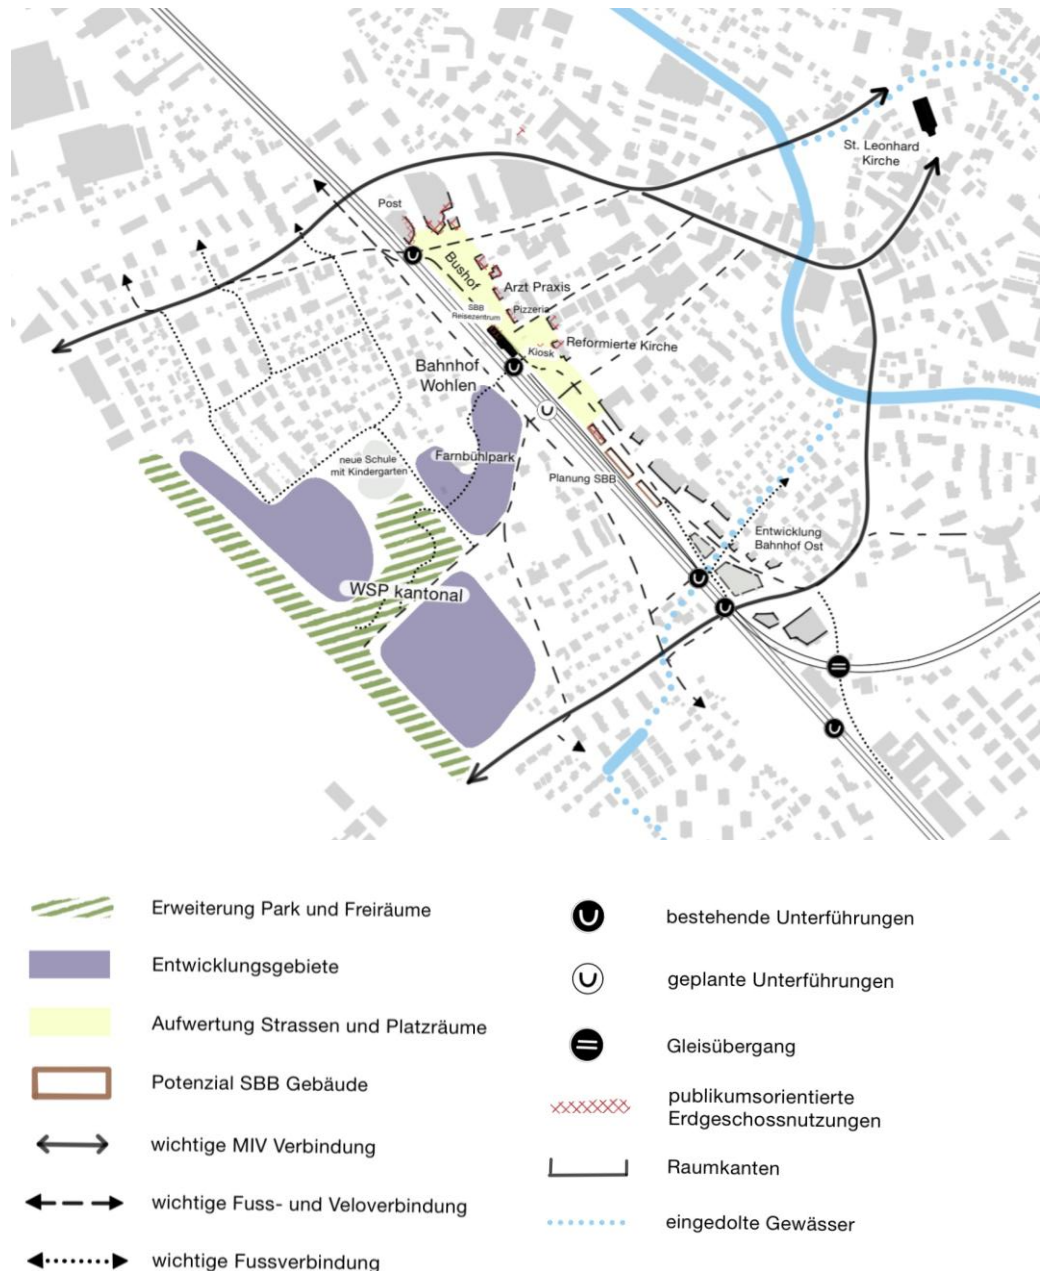 St. Leonhard
Kirche
Post
Bushof
Arzt Praxis
SBB
Reisezentrum
Pizzeria
Kiosk
Reformierte Kirche
Bahnhof
Wohlen
neue Schule
mit Kindergarten
Farnbühlpark
Planung SBB
Entwicklung
Bahnhof Ost
WSP kantonal
Erweiterung Park und Freiräume
Entwicklungsgebiete
Aufwertung Strassen und Platzräume
Potenzial SBB Gebäude
wichtige MIV Verbindung
wichtige Fuss- und Veloverbindung
wichtige Fussverbindung
bestehende Unterführungen
geplante Unterführungen
Gleisübergang
publikumsorientierte
Erdgeschossnutzungen
Raumkanten
eingedolte Gewässer